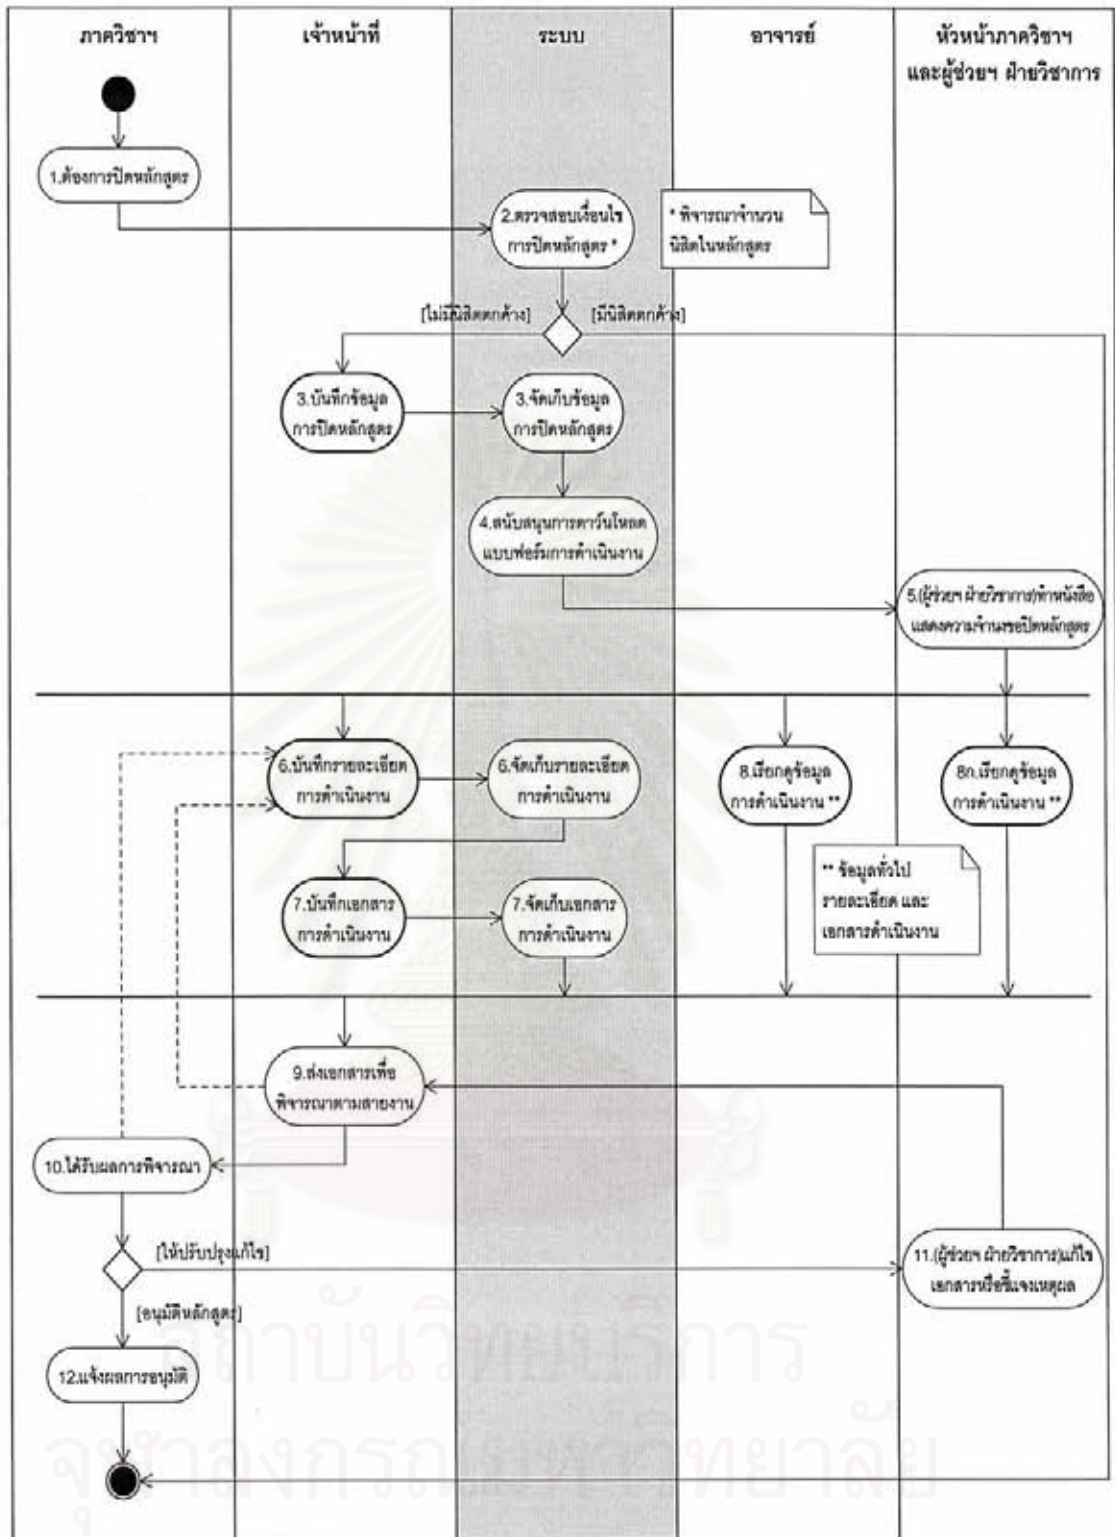 ภาควิชาฯ
เจ้าหน้าที่
ระบบ
อาจารย์
หัวหน้าภาควิชาฯ
และผู้ช่วยฯ ฝ่ายวิชาการ
1.ต้องการปิดหลักสูตร
2.ตรวจสอบเงื่อนไข
การปิดหลักสูตร *
* พิจารณาจำนวน
นิสิตในหลักสูตร
[ไม่มีนิสิตตกค้าง]
[มีนิสิตตกค้าง]
3.บันทึกข้อมูล
การปิดหลักสูตร
3.จัดเก็บข้อมูล
การปิดหลักสูตร
4.สนับสนุนการดาวน์โหลด
แบบฟอร์มการดำเนินงาน
5.(ผู้ช่วยฯ ฝ่ายวิชาการ)ทำหนังสือ
แสดงความจำนงขอปิดหลักสูตร
6.บันทึกรายละเอียด
การดำเนินงาน
6.จัดเก็บรายละเอียด
การดำเนินงาน
8.เรียกดูข้อมูล
การดำเนินงาน **
8ก.เรียกดูข้อมูล
การดำเนินงาน **
** ข้อมูลทั่วไป
รายละเอียด และ
เอกสารดำเนินงาน
7.บันทึกเอกสาร
การดำเนินงาน
7.จัดเก็บเอกสาร
การดำเนินงาน
9.ส่งเอกสารเพื่อ
พิจารณาตามสายงาน
10.ได้รับผลการพิจารณา
[ให้ปรับปรุงแก้ไข]
11.(ผู้ช่วยฯ ฝ่ายวิชาการ)แก้ไข
เอกสารหรือชี้แจงเหตุผล
[อนุมัติหลักสูตร]
12.แจ้งผลการอนุมัติ
สถาบันวิทยบริการ
จุฬาลงกรณ์มหาวิทยาลัย